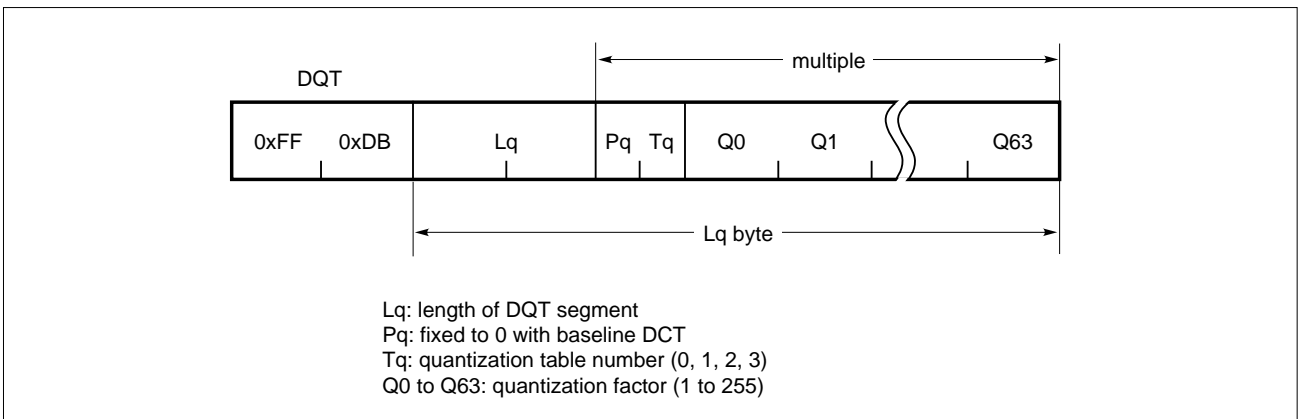 multiple
DQT
0xFF 0xDB Lq Pq Tq Q0 Q1 Q63
Lq byte
Lq: length of DQT segment
Pq: fixed to 0 with baseline DCT
Tq: quantization table number (0, 1, 2, 3)
Q0 to Q63: quantization factor (1 to 255)